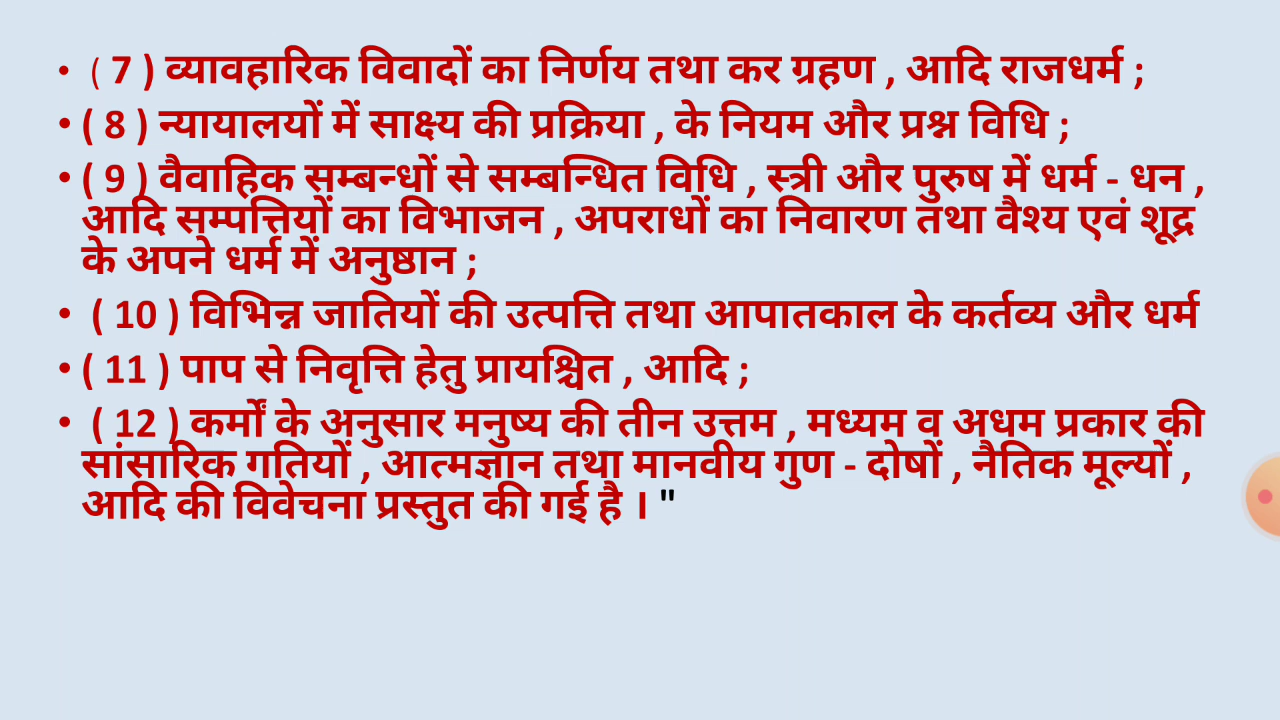 • ( 7 ) व्यावहारिक विवादों का निर्णय तथा कर ग्रहण , आदि राजधर्म ;
• ( 8 ) न्यायालयों में साक्ष्य की प्रक्रिया , के नियम और प्रश्न विधि ;
• ( 9 ) वैवाहिक सम्बन्धों से सम्बन्धित विधि , स्त्री और पुरुष में धर्म - धन ,
आदि सम्पत्तियों का विभाजन , अपराधों का निवारण तथा वैश्य एवं शूद्र
के अपने धर्म में अनुष्ठान ;
• ( 10 ) विभिन्न जातियों की उत्पत्ति तथा आपातकाल के कर्तव्य और धर्म
• ( 11 ) पाप से निवृत्ति हेतु प्रायश्चित , आदि ;
• ( 12 ) कर्मों के अनुसार मनुष्य की तीन उत्तम , मध्यम व अधम प्रकार की
सांसारिक गतियों , आत्मज्ञान तथा मानवीय गुण - दोषों , नैतिक मूल्यों ,
आदि की विवेचना प्रस्तुत की गई है । "